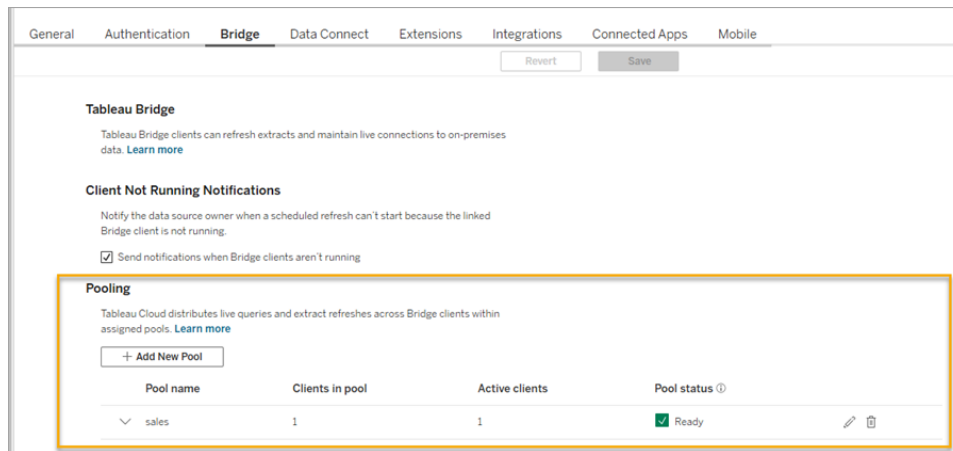 General Authentication Bridge Data Connect Extensions Integrations Connected Apps Mobile
Revert Save
Tableau Bridge
Tableau Bridge clients can refresh extracts and maintain live connections to on-premises
data. Learn more
Client Not Running Notifications
Notify the data source owner when a scheduled refresh can't start because the linked
Bridge client is not running.
Send notifications when Bridge clients aren't running
Pooling
Tableau Cloud distributes live queries and extract refreshes across Bridge clients within
assigned pools. Learn more
+ Add New Pool
Pool name Clients in pool Active clients Pool status
sales 1 1 Ready